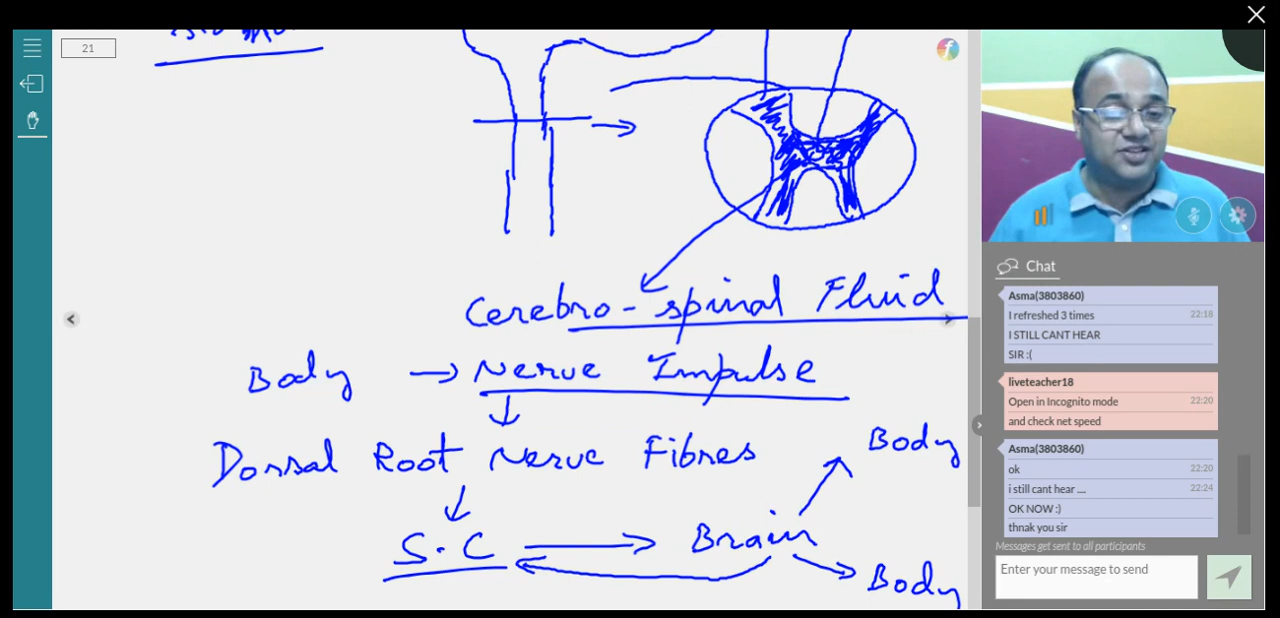 21
Cerebro-spinal Fluid
Body → Nerve Impulse
Dorsal Root Nerve Fibres
Body
S.C
Brain
Body
Chat
Asma(3803860)
I refreshed 3 times 22:18
I STILL CANT HEAR
SIR :(
liveteacher18
Open in Incognito mode 22:20
and check net speed
Asma(3803860)
ok 22:20
i still cant hear .... 22:24
OK NOW :)
thnak you sir
Messages get sent to all participants
Enter your message to send